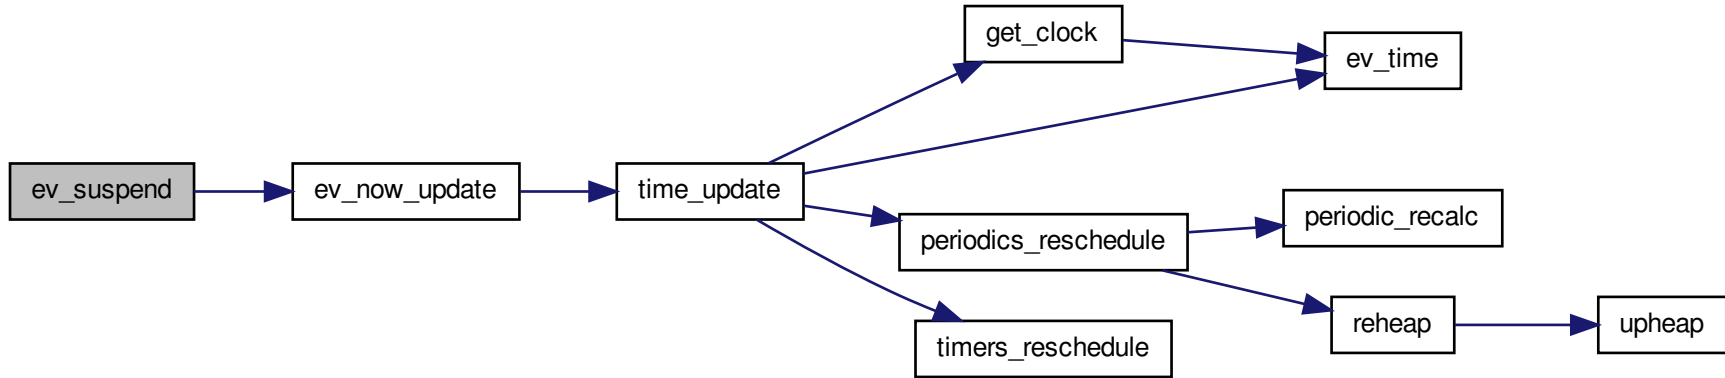 get_clock
ev_time
ev_suspend
ev_now_update
time_update
periodics_reschedule
periodic_recalc
timers_reschedule
reheap
upheap